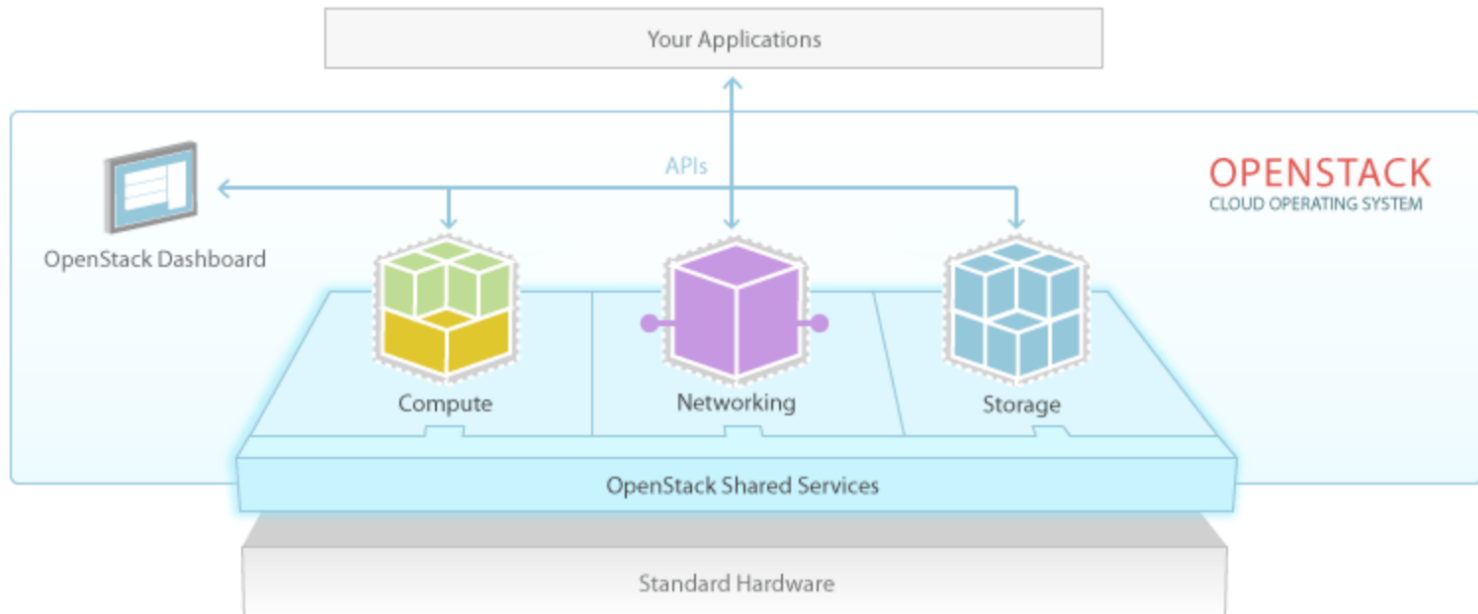 Your Applications
APIs
OPENSTACK
CLOUD OPERATING SYSTEM
OpenStack Dashboard
Compute
Networking
Storage
OpenStack Shared Services
Standard Hardware